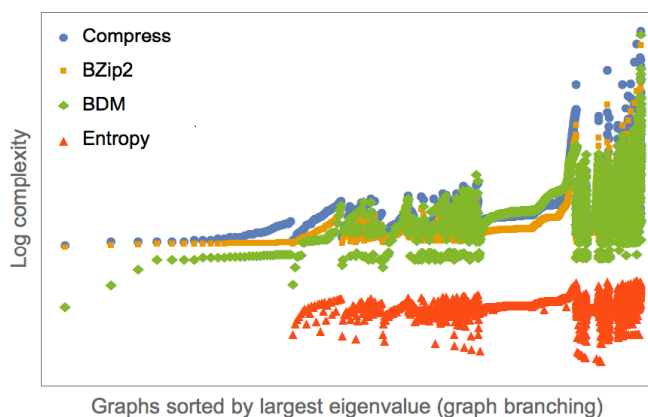 Compress
BZip2
BDM
Entropy
Log complexity
Graphs sorted by largest eigenvalue (graph branching)